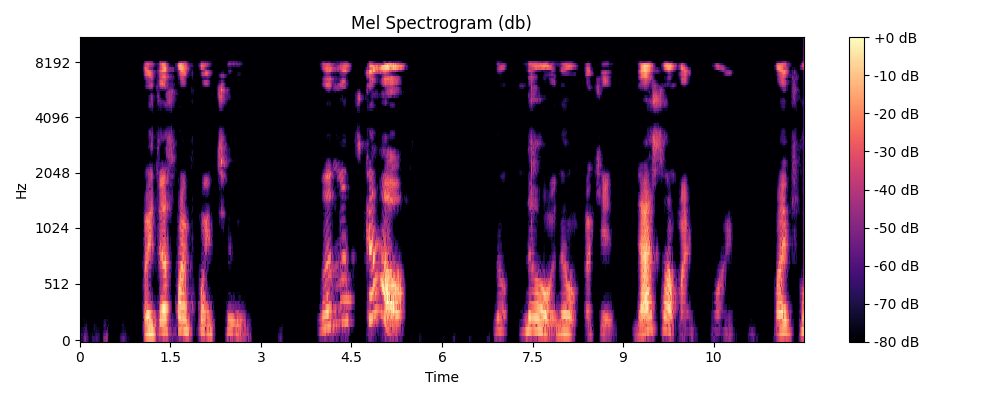 Mel Spectrogram (db)
8192
4096
2048
1024
512
0
Hz
0 1.5 3 4.5 6 7.5 9 10
Time
+0 dB
-10 dB
-20 dB
-30 dB
-40 dB
-50 dB
-60 dB
-70 dB
-80 dB